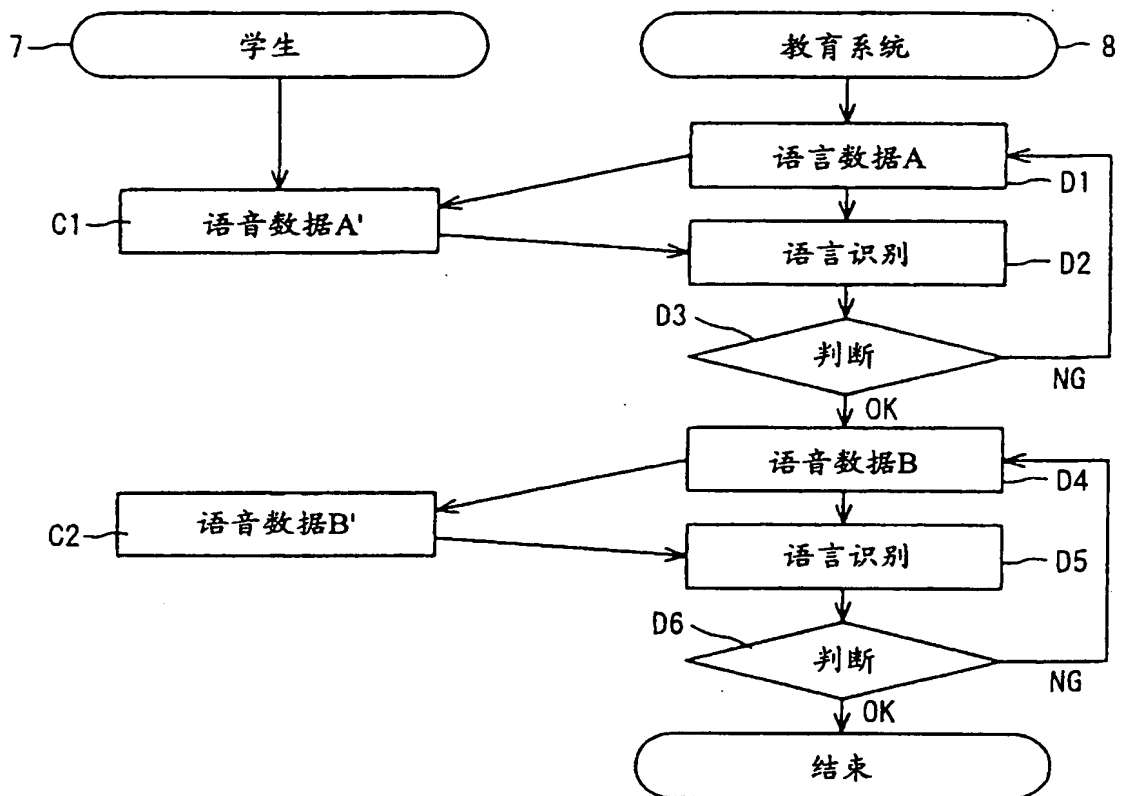 7
学生
教育系统
8
语言数据A
D1
C1
语音数据A'
语言识别
D2
D3
判断
NG
OK
语音数据B
D4
C2
语音数据B'
语言识别
D5
D6
判断
NG
OK
结束